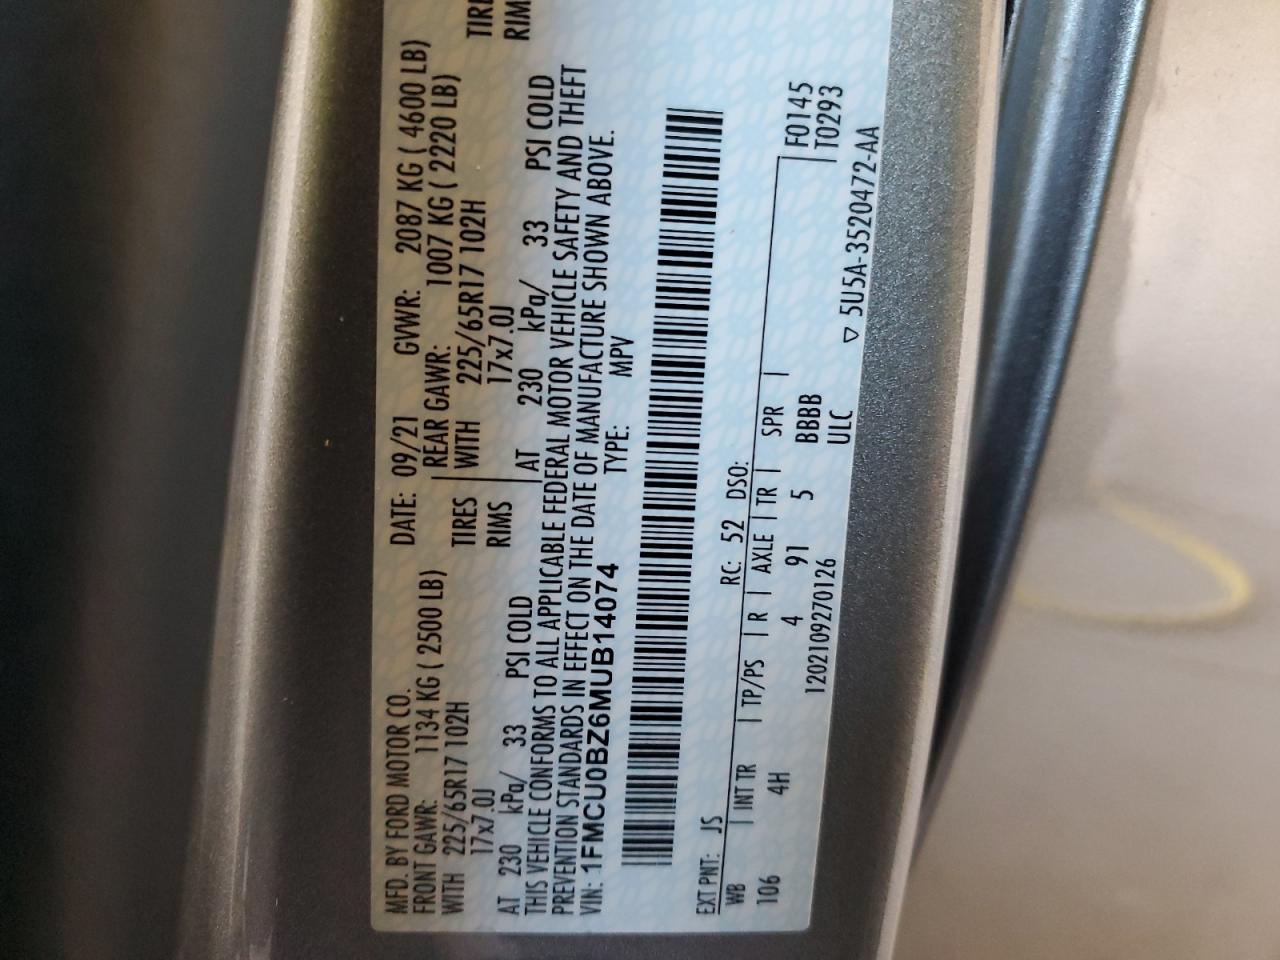 MFD. BY FORD MOTOR CO.
DATE: 09/21 GVWR: 2087 KG ( 4600 LB)
FRONT GAWR: 1134 KG ( 2500 LB) REAR GAWR: 1007 KG ( 2220 LB)
WITH 225/65R17 102H TIRES WITH 225/65R17 102H TIRE
17x7.0J RIMS 17x7.0J RIM
AT 230 kPa/ 33 PSI COLD AT 230 kPa/ 33 PSI COLD
THIS VEHICLE CONFORMS TO ALL APPLICABLE FEDERAL MOTOR VEHICLE SAFETY AND THEFT
PREVENTION STANDARDS IN EFFECT ON THE DATE OF MANUFACTURE SHOWN ABOVE.
VIN: 1FMCU0BZ6MUB14074 TYPE: MPV
EXT PNT: JS RC: 52 DSO:
WB | INT TR | TP/PS | R | AXLE | TR | SPR | F0145
106 4H 4 91 5 BBBB T0293
1202109270126 ULC
▽ 5U5A-3520472-AA